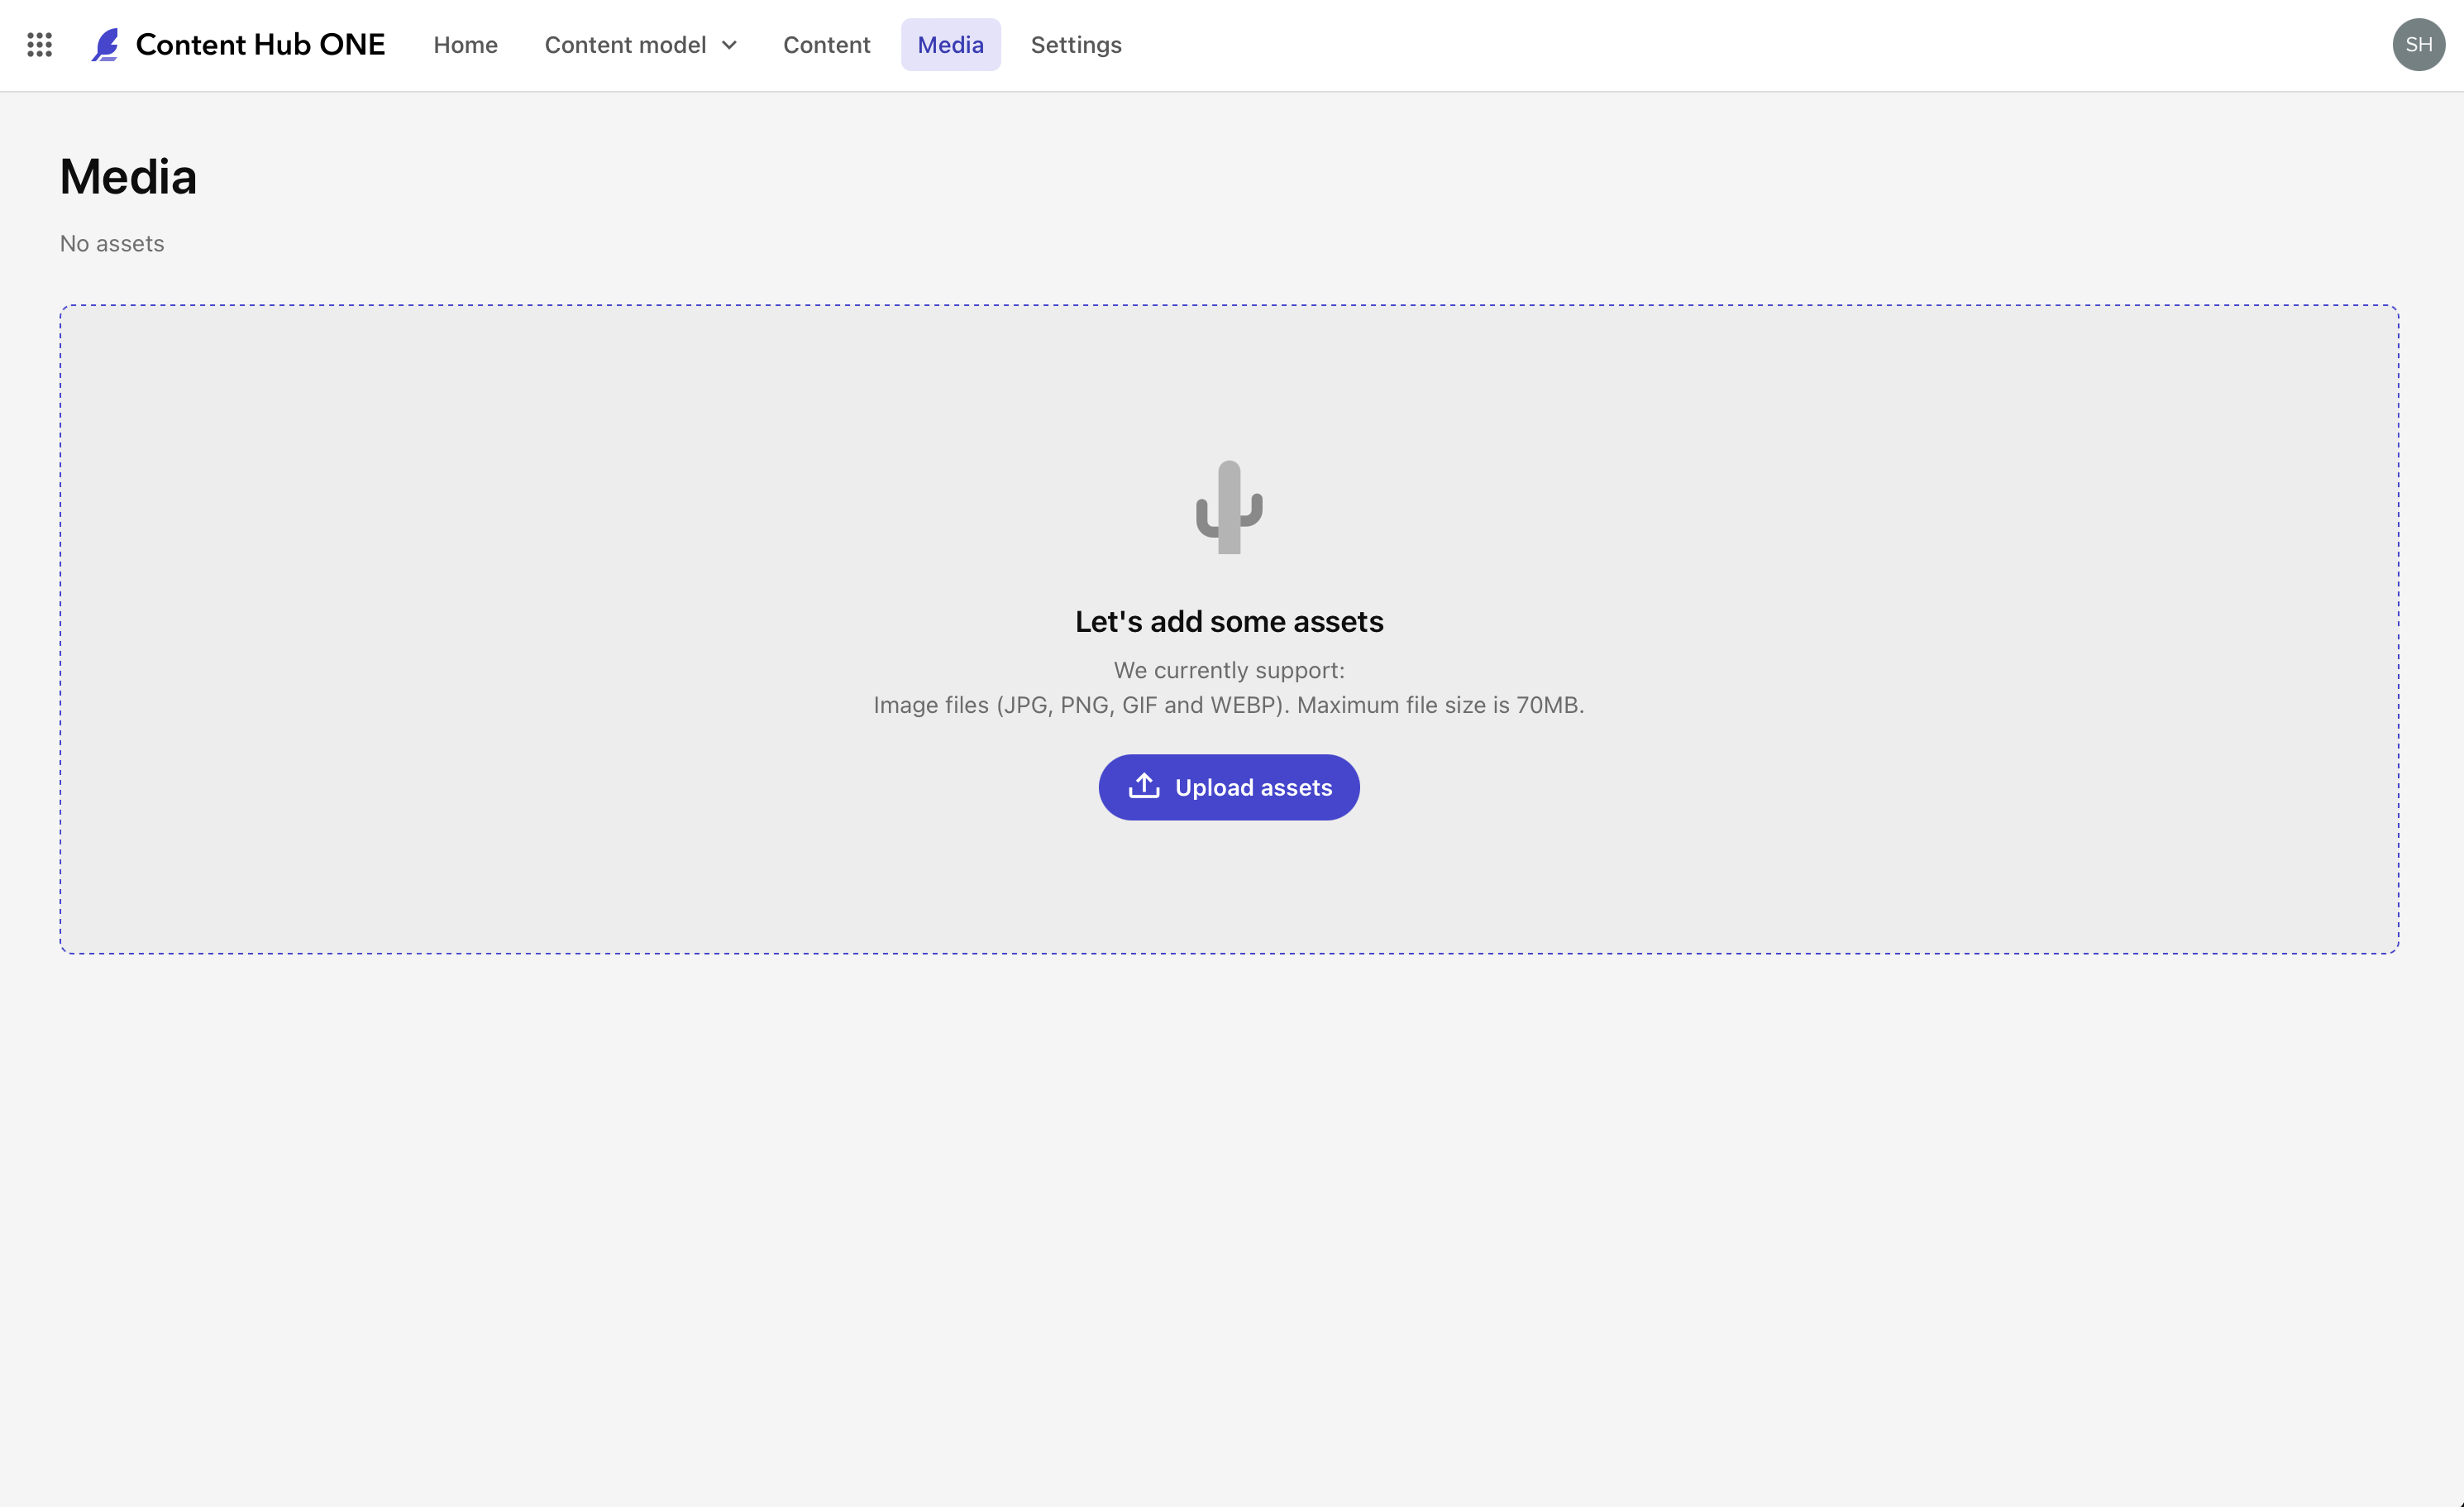 Content Hub ONE Home Content model Content Media Settings SH
Media
No assets
Let's add some assets
We currently support:
Image files (JPG, PNG, GIF and WEBP). Maximum file size is 70MB.
Upload assets